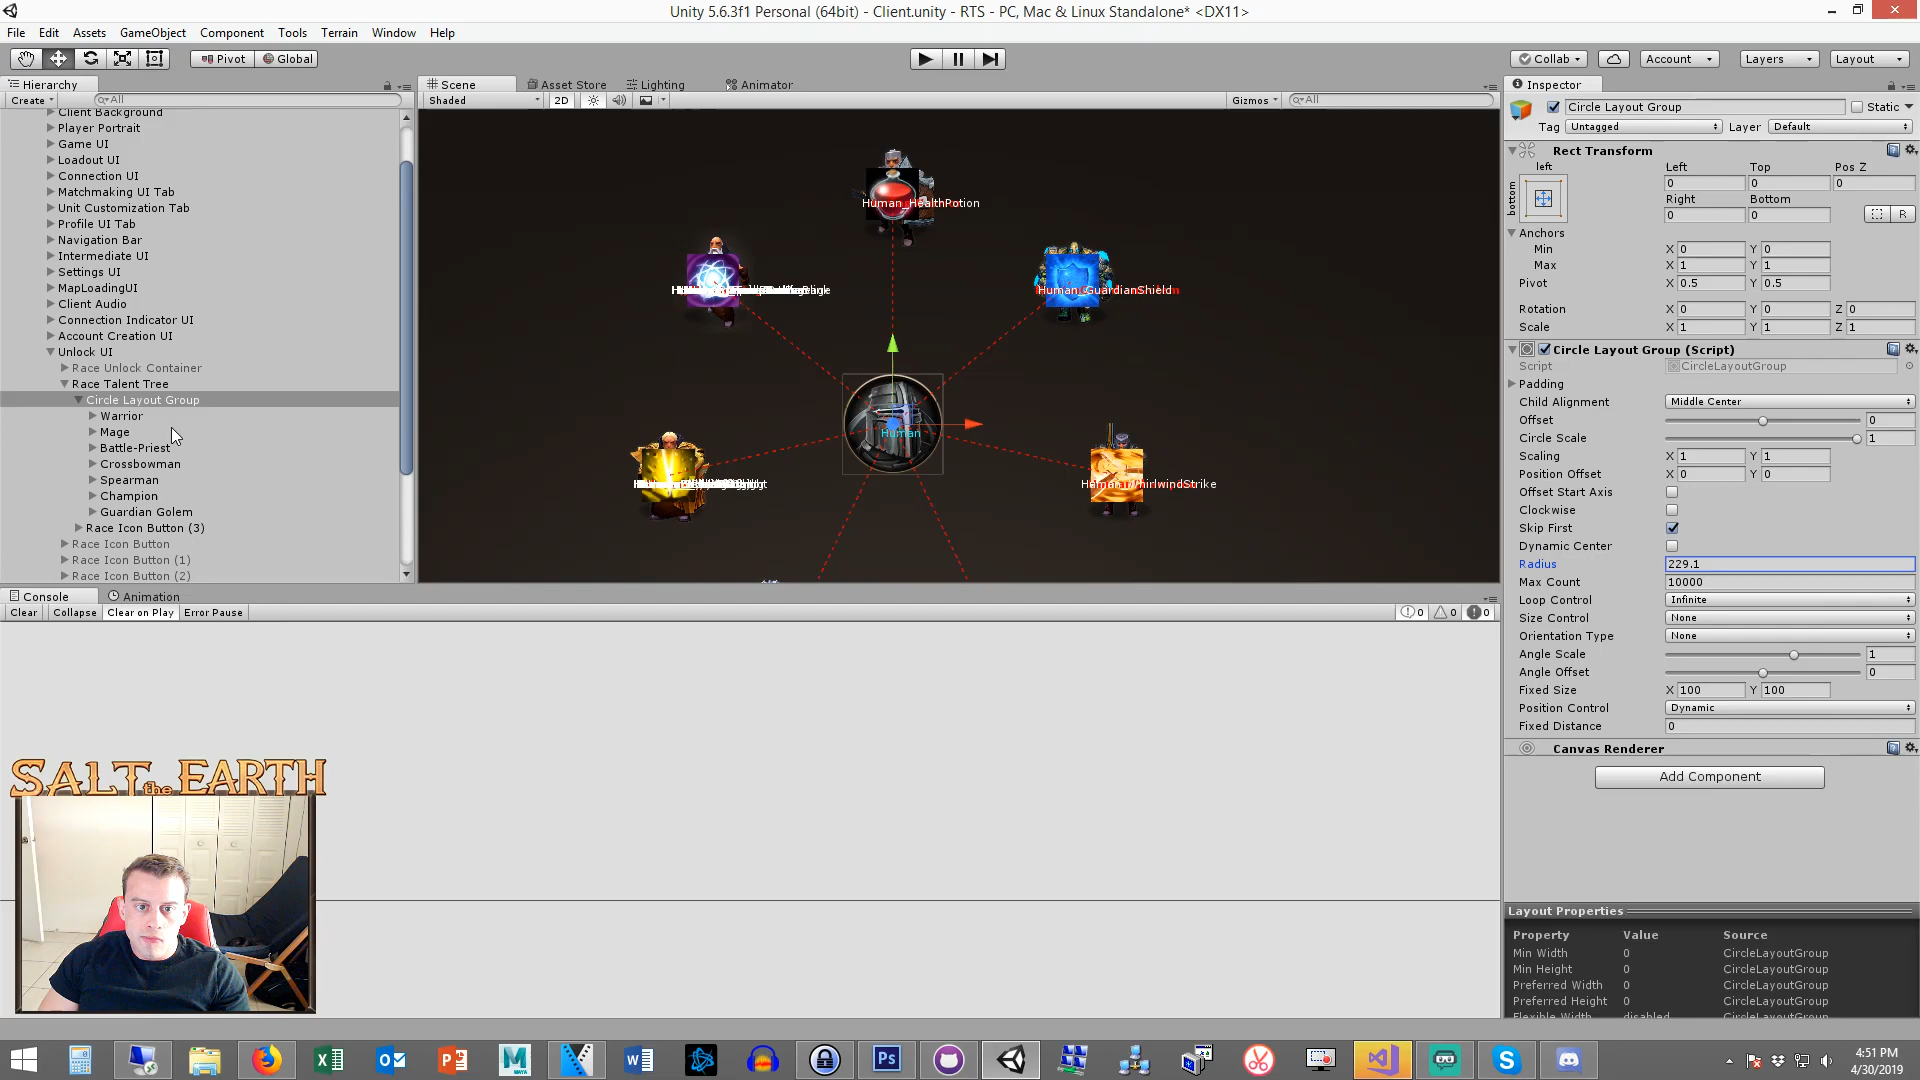 Unity 5.6.3f1 Personal (64bit) - Client.unity - RTS - PC, Mac & Linux Standalone* <DX11>
File Edit Assets GameObject Component Tools Terrain Window Help
Pivot Global Collab Account Layers Layout
Hierarchy
Create All
Client Background
Player Portrait
Game UI
Loadout UI
Connection UI
Matchmaking UI Tab
Unit Customization Tab
Profile UI Tab
Navigation Bar
Intermediate UI
Settings UI
MapLoadingUI
Client Audio
Connection Indicator UI
Account Creation UI
Unlock UI
Race Unlock Container
Race Talent Tree
Circle Layout Group
Warrior
Mage
Battle-Priest
Crossbowman
Spearman
Champion
Guardian Golem
Race Icon Button (3)
Race Icon Button
Race Icon Button (1)
Race Icon Button (2)
Scene Asset Store Lighting Animator
Shaded 2D Gizmos All
Human_HealthPotion
Human_GuardianShield
Human
Human_WhirlwindStrike
Inspector
Circle Layout Group Static
Tag Untagged Layer Default
Rect Transform
left
bottom
Left Top Pos Z
0 0 0
Right Bottom
0 0 R
Anchors
Min X 0 Y 0
Max X 1 Y 1
Pivot X 0.5 Y 0.5
Rotation X 0 Y 0 Z 0
Scale X 1 Y 1 Z 1
Circle Layout Group (Script)
Script CircleLayoutGroup
Padding
Child Alignment Middle Center
Offset 0
Circle Scale 1
Scaling X 1 Y 1
Position Offset X 0 Y 0
Offset Start Axis
Clockwise
Skip First
Dynamic Center
Radius 229.1
Max Count 10000
Loop Control Infinite
Size Control None
Orientation Type None
Angle Scale 1
Angle Offset 0
Fixed Size X 100 Y 100
Position Control Dynamic
Fixed Distance 0
Canvas Renderer
Add Component
Layout Properties
Property Value Source
Min Width 0 CircleLayoutGroup
Min Height 0 CircleLayoutGroup
Preferred Width 0 CircleLayoutGroup
Preferred Height 0 CircleLayoutGroup
Flexible Width disabled CircleLayoutGroup
Console Animation
Clear Collapse Clear on Play Error Pause 0 0 0
SALT the EARTH
MAYA
Ps
4:51 PM
4/30/2019